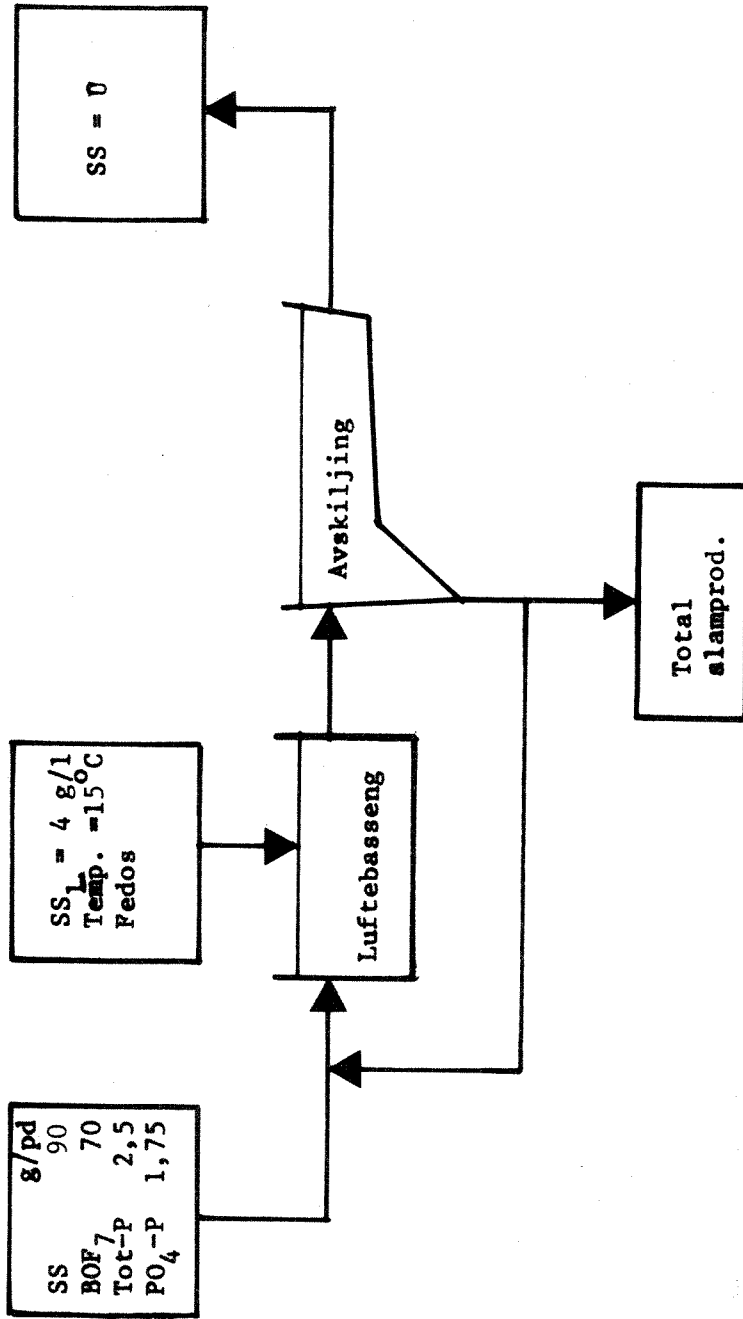 g/pd
SS 90
BOF7 70
Tot-P 2,5
PO4-P 1,75
SSL = 4 g/l
Temp. =15°C
Fedos
Luftebasseng
Avskiljing
SS = 0
Total
slamprod.